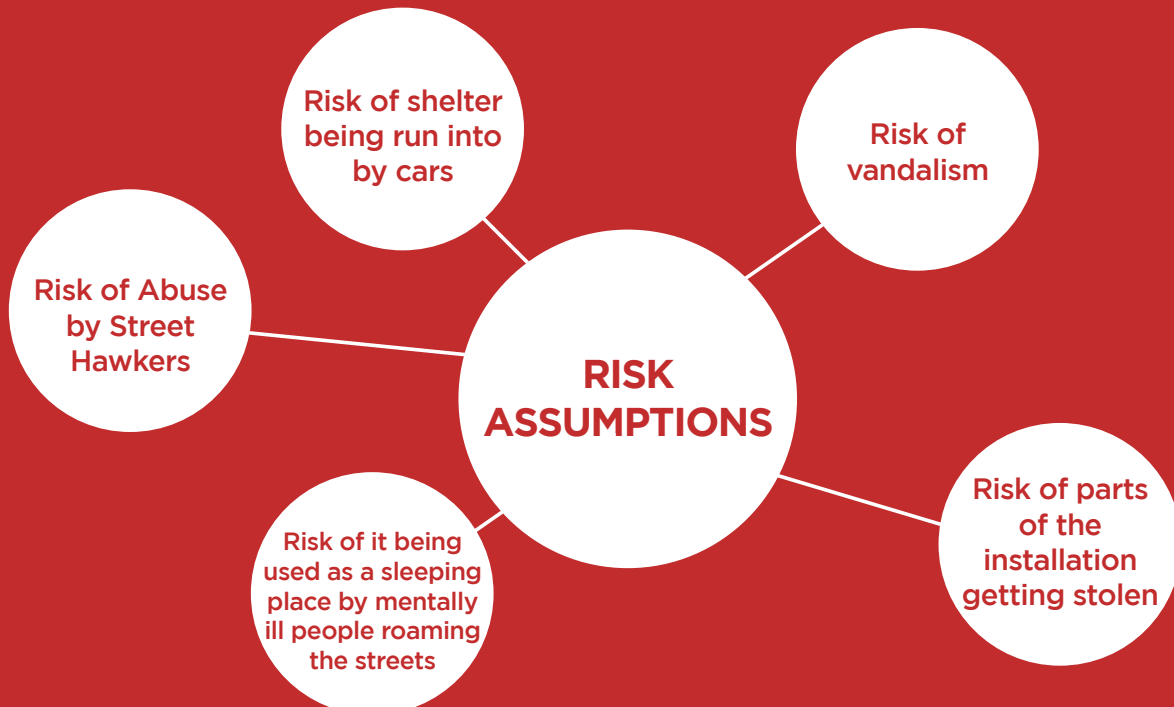 Risk of shelter
being run into
by cars
Risk of
vandalism
Risk of Abuse
by Street
Hawkers
RISK
ASSUMPTIONS
Risk of it being
used as a sleeping
place by mentally
ill people roaming
the streets
Risk of parts
of the
installation
getting stolen